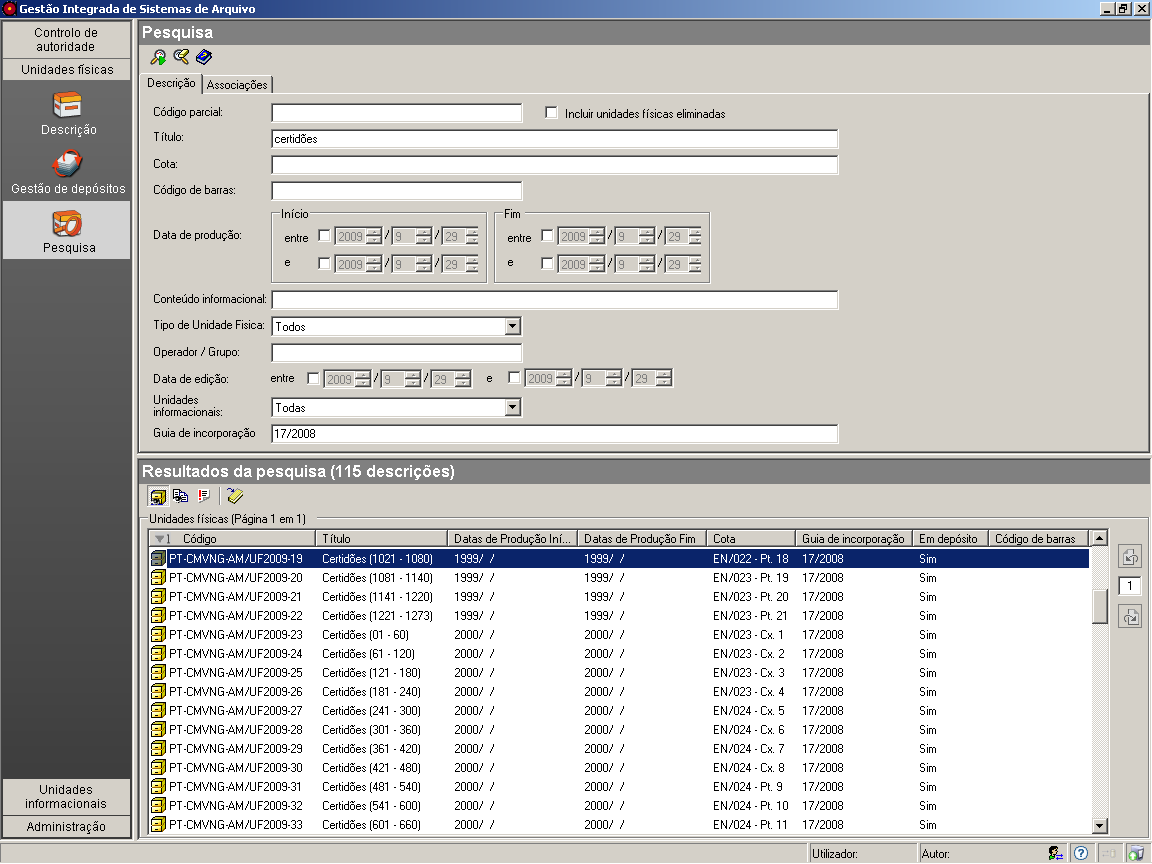 Gestão Integrada de Sistemas de Arquivo
Controlo de
autoridade
Unidades físicas
Descrição
Gestão de depósitos
Pesquisa
Unidades
informacionais
Administração
Pesquisa
Descrição Associações
Código parcial: Incluir unidades físicas eliminadas
Título: certidões
Cota:
Código de barras:
Início Fim
Data de produção:
entre 2009 / 9 / 29 entre 2009 / 9 / 29
e 2009 / 9 / 29 e 2009 / 9 / 29
Conteúdo informacional:
Tipo de Unidade Física: Todos
Operador / Grupo:
Data de edição: entre 2009 / 9 / 29 e 2009 / 9 / 29
Unidades
informacionais: Todas
Guia de incorporação 17/2008
Resultados da pesquisa (115 descrições)
Unidades físicas (Página 1 em 1)
1 Código Título Datas de Produção Iní... Datas de Produção Fim Cota Guia de incorporação Em depósito Código de barras
PT-CMVNG-AM/UF2009-19 Certidões (1021 - 1080) 1999/ / 1999/ / EN/022 - Pt. 18 17/2008 Sim
PT-CMVNG-AM/UF2009-20 Certidões (1081 - 1140) 1999/ / 1999/ / EN/023 - Pt. 19 17/2008 Sim
PT-CMVNG-AM/UF2009-21 Certidões (1141 - 1220) 1999/ / 1999/ / EN/023 - Pt. 20 17/2008 Sim
PT-CMVNG-AM/UF2009-22 Certidões (1221 - 1273) 1999/ / 1999/ / EN/023 - Pt. 21 17/2008 Sim
PT-CMVNG-AM/UF2009-23 Certidões (01 - 60) 2000/ / 2000/ / EN/023 - Cx. 1 17/2008 Sim
PT-CMVNG-AM/UF2009-24 Certidões (61 - 120) 2000/ / 2000/ / EN/023 - Cx. 2 17/2008 Sim
PT-CMVNG-AM/UF2009-25 Certidões (121 - 180) 2000/ / 2000/ / EN/023 - Cx. 3 17/2008 Sim
PT-CMVNG-AM/UF2009-26 Certidões (181 - 240) 2000/ / 2000/ / EN/023 - Cx. 4 17/2008 Sim
PT-CMVNG-AM/UF2009-27 Certidões (241 - 300) 2000/ / 2000/ / EN/024 - Cx. 5 17/2008 Sim
PT-CMVNG-AM/UF2009-28 Certidões (301 - 360) 2000/ / 2000/ / EN/024 - Cx. 6 17/2008 Sim
PT-CMVNG-AM/UF2009-29 Certidões (361 - 420) 2000/ / 2000/ / EN/024 - Cx. 7 17/2008 Sim
PT-CMVNG-AM/UF2009-30 Certidões (421 - 480) 2000/ / 2000/ / EN/024 - Cx. 8 17/2008 Sim
PT-CMVNG-AM/UF2009-31 Certidões (481 - 540) 2000/ / 2000/ / EN/024 - Pt. 9 17/2008 Sim
PT-CMVNG-AM/UF2009-32 Certidões (541 - 600) 2000/ / 2000/ / EN/024 - Pt. 10 17/2008 Sim
PT-CMVNG-AM/UF2009-33 Certidões (601 - 660) 2000/ / 2000/ / EN/024 - Pt. 11 17/2008 Sim
1
Utilizador: Autor: